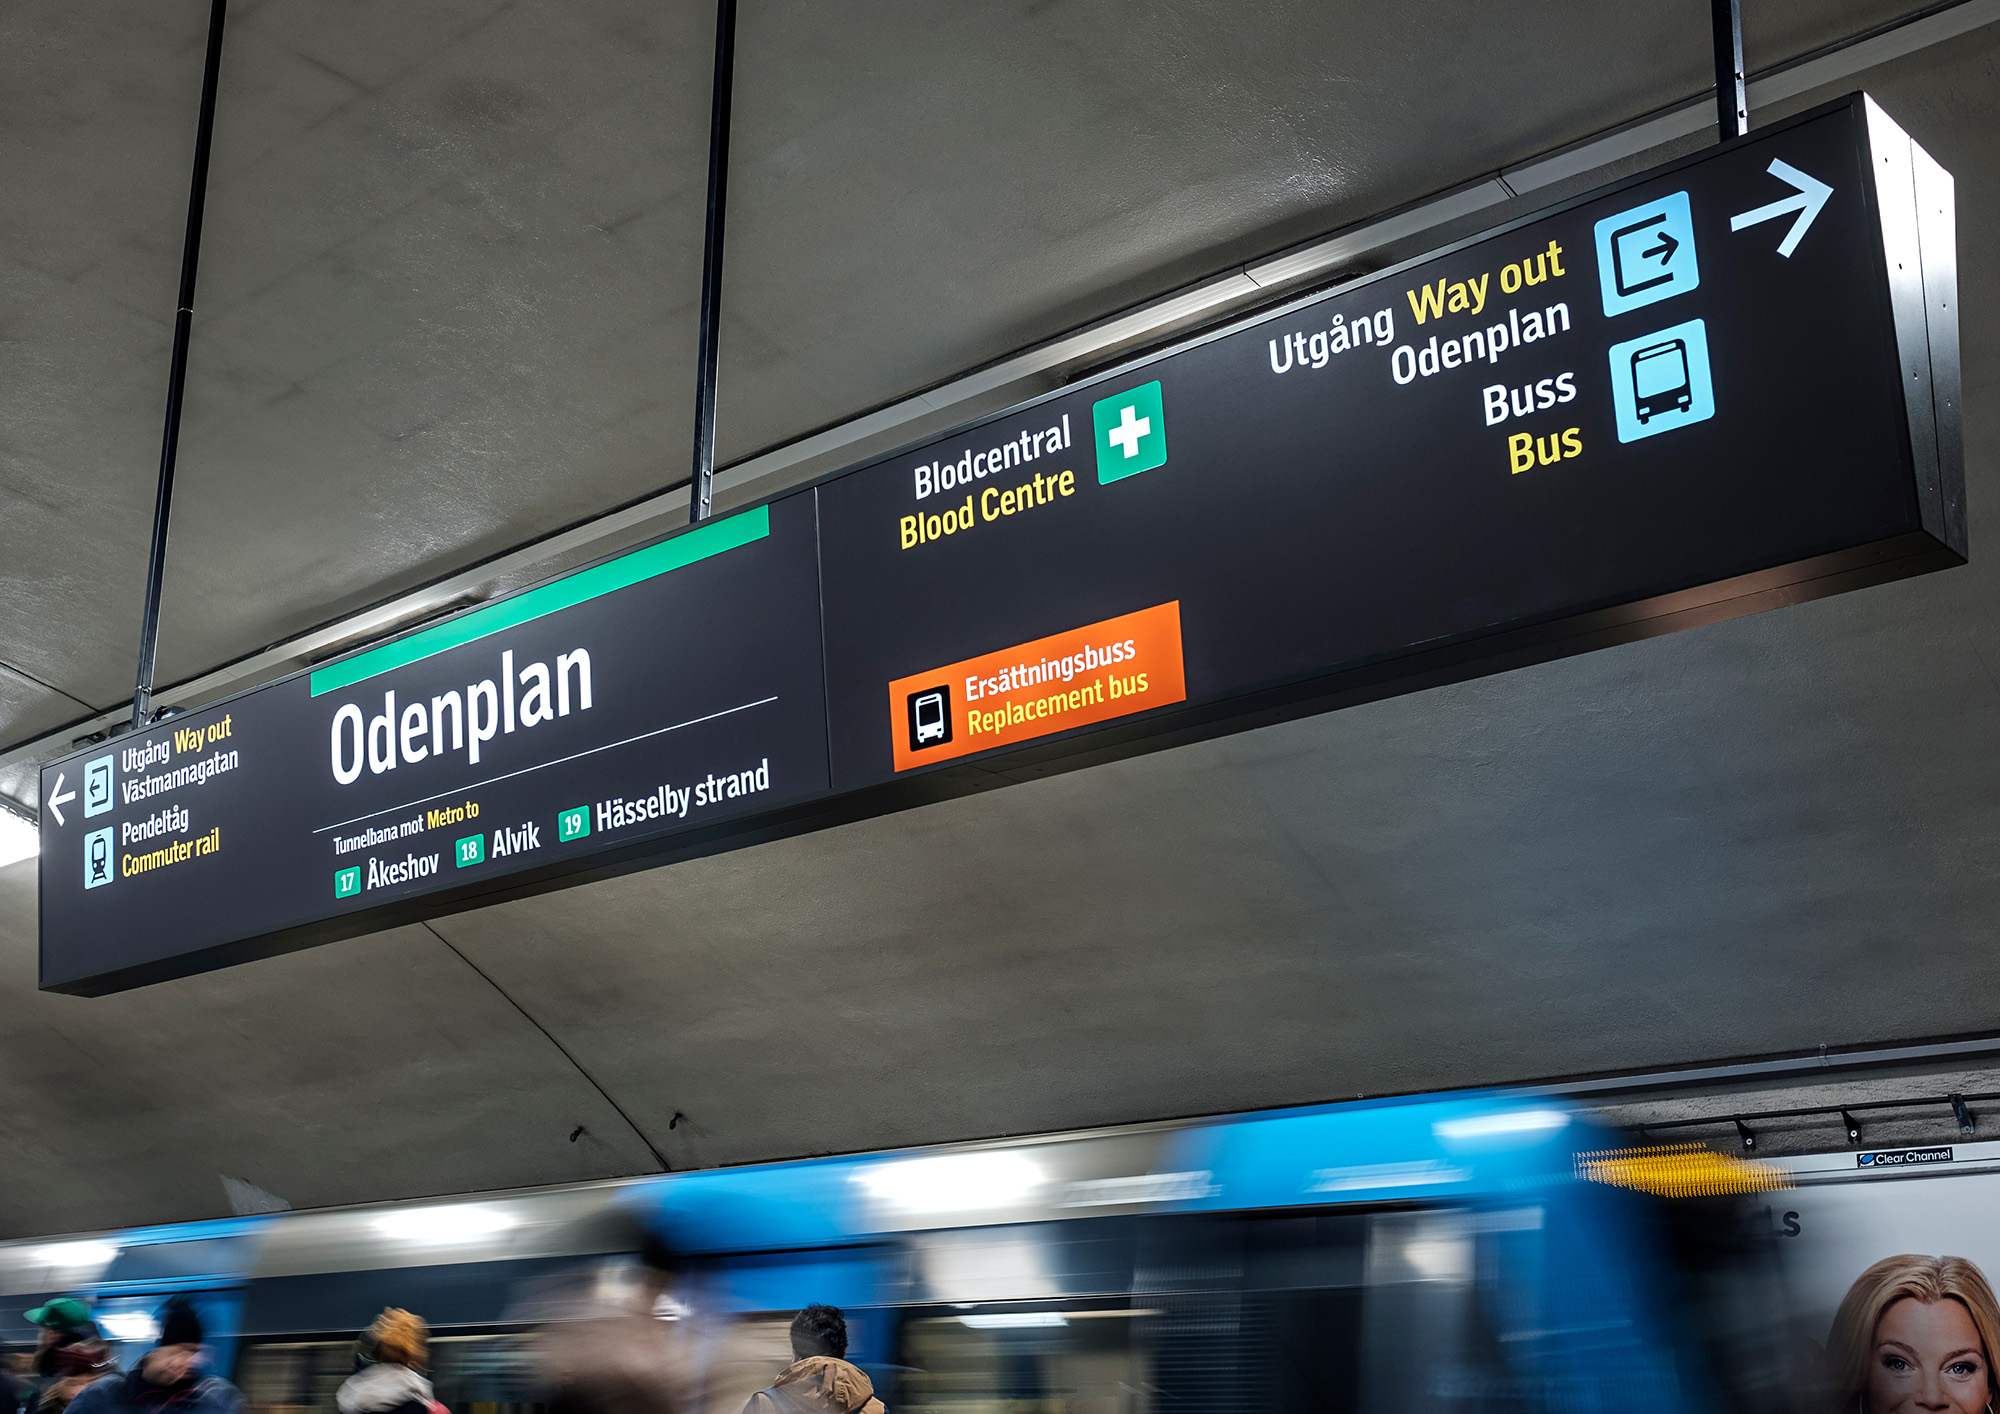 Utgång Way out
Västmannagatan
Pendeltåg
Commuter rail
Odenplan
Tunnelbana mot Metro to
17 Åkeshov 18 Alvik 19 Hässelby strand
Blodcentral
Blood Centre
Ersättningsbuss
Replacement bus
Utgång Way out
Odenplan
Buss
Bus
Clear Channel